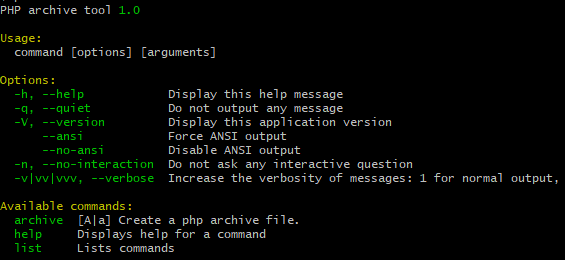 PHP archive tool 1.0
Usage:
command [options] [arguments]
Options:
-h, --help Display this help message
-q, --quiet Do not output any message
-V, --version Display this application version
--ansi Force ANSI output
--no-ansi Disable ANSI output
-n, --no-interaction Do not ask any interactive question
-v|vv|vvv, --verbose Increase the verbosity of messages: 1 for normal output,
Available commands:
archive [A|a] Create a php archive file.
help Displays help for a command
list Lists commands